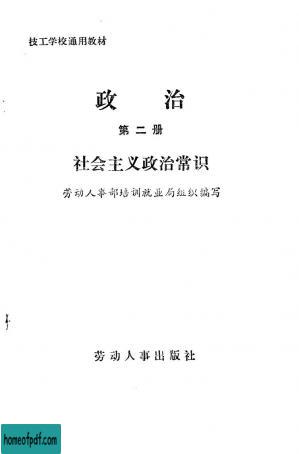 技工学校通用教材
政治
第二册
社会主义政治常识
劳动人事部培训就业局组织编写
劳动人事出版社
homeofpdf.com